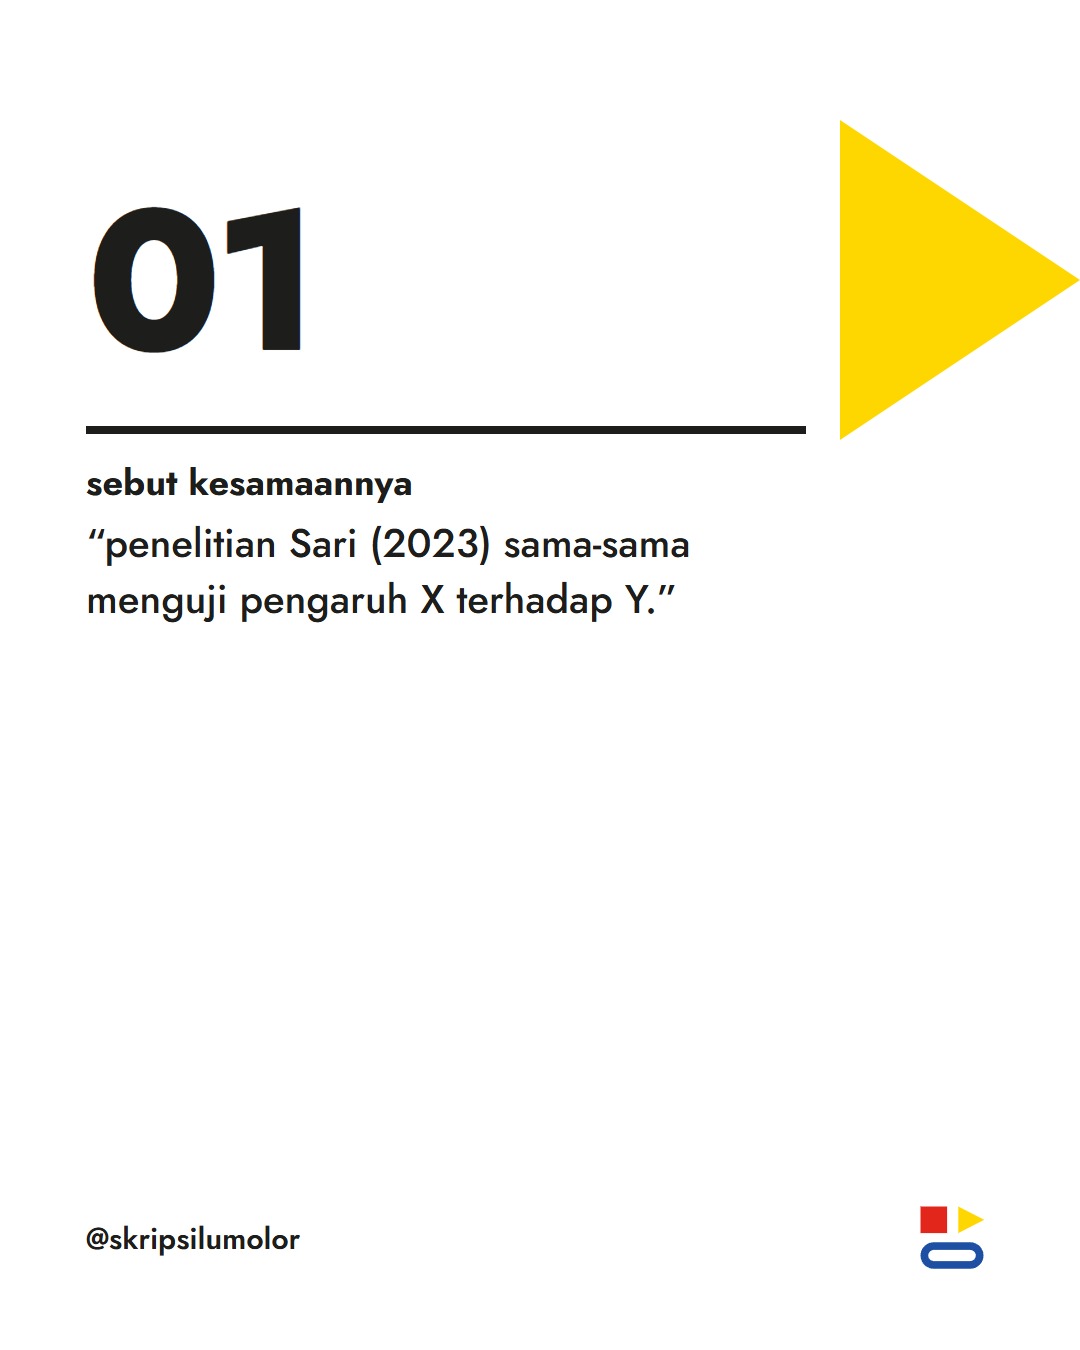 01
sebut kesamaannya
“penelitian Sari (2023) sama-sama
menguji pengaruh X terhadap Y.”
@skripsilumolor